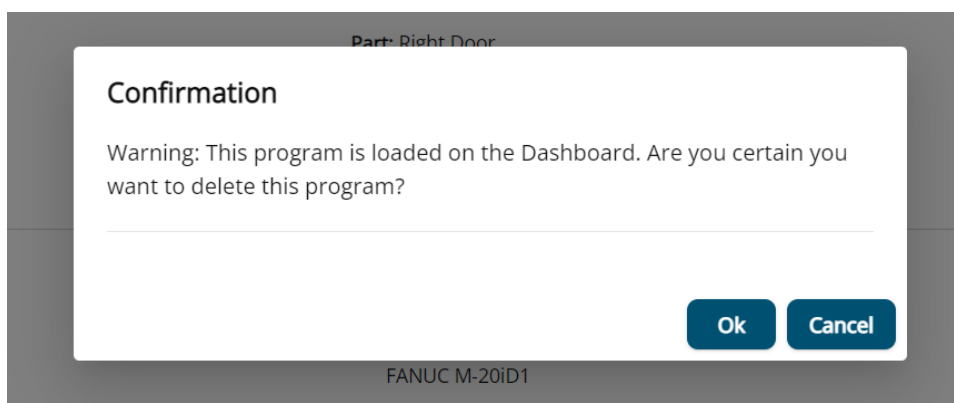 Part: Right Door
Confirmation
Warning: This program is loaded on the Dashboard. Are you certain you
want to delete this program?
Ok
Cancel
FANUC M-20iD1